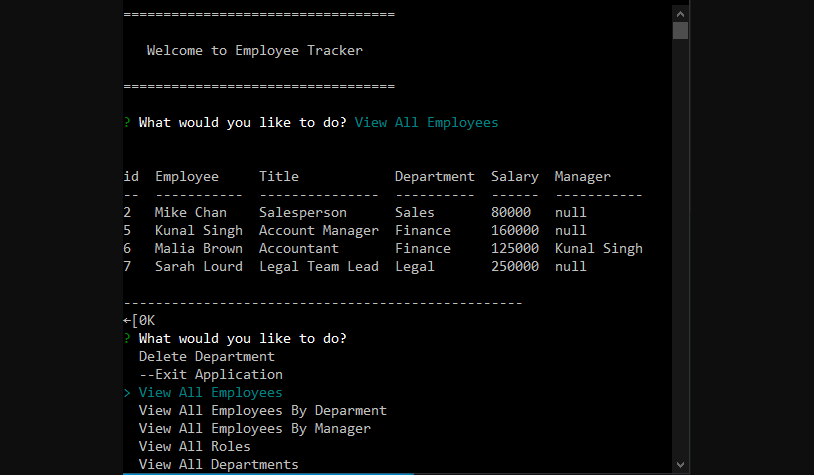 ==================================
Welcome to Employee Tracker
==================================
? What would you like to do? View All Employees
id  Employee     Title            Department  Salary  Manager
--  -----------  ---------------  ----------  ------  -----------
2   Mike Chan    Salesperson      Sales       80000   null
5   Kunal Singh  Account Manager  Finance     160000  null
6   Malia Brown  Accountant       Finance     125000  Kunal Singh
7   Sarah Lourd  Legal Team Lead  Legal       250000  null
--------------------------------------------------
←[0K
? What would you like to do?
Delete Department
--Exit Application
> View All Employees
View All Employees By Deparment
View All Employees By Manager
View All Roles
View All Departments